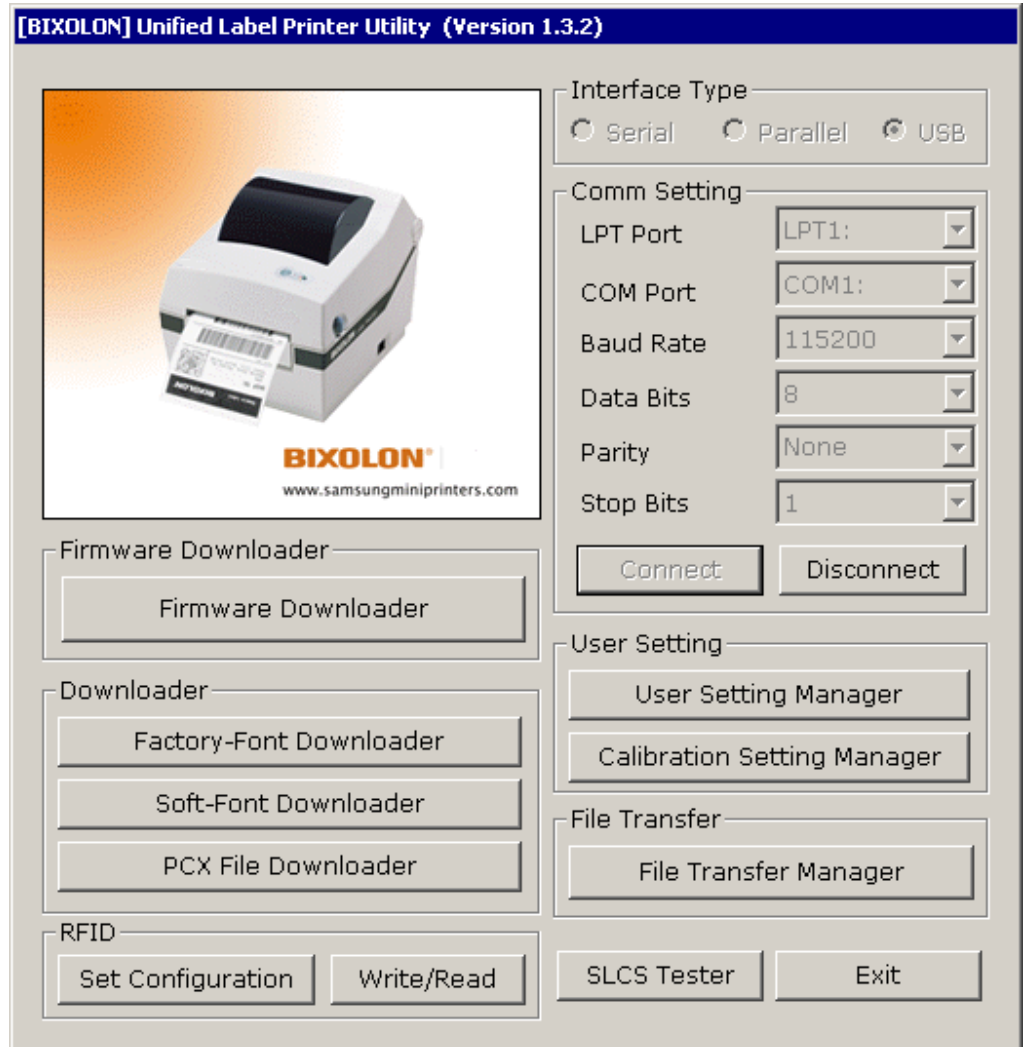 [BIXOLON] Unified Label Printer Utility (Version 1.3.2)
BIXOLON®
www.samsungminiprinters.com
Interface Type
Serial Parallel USB
Comm Setting
LPT Port LPT1:
COM Port COM1:
Baud Rate 115200
Data Bits 8
Parity None
Stop Bits 1
Connect Disconnect
Firmware Downloader
Firmware Downloader
User Setting
User Setting Manager
Calibration Setting Manager
Downloader
Factory-Font Downloader
Soft-Font Downloader
PCX File Downloader
File Transfer
File Transfer Manager
RFID
Set Configuration Write/Read
SLCS Tester Exit